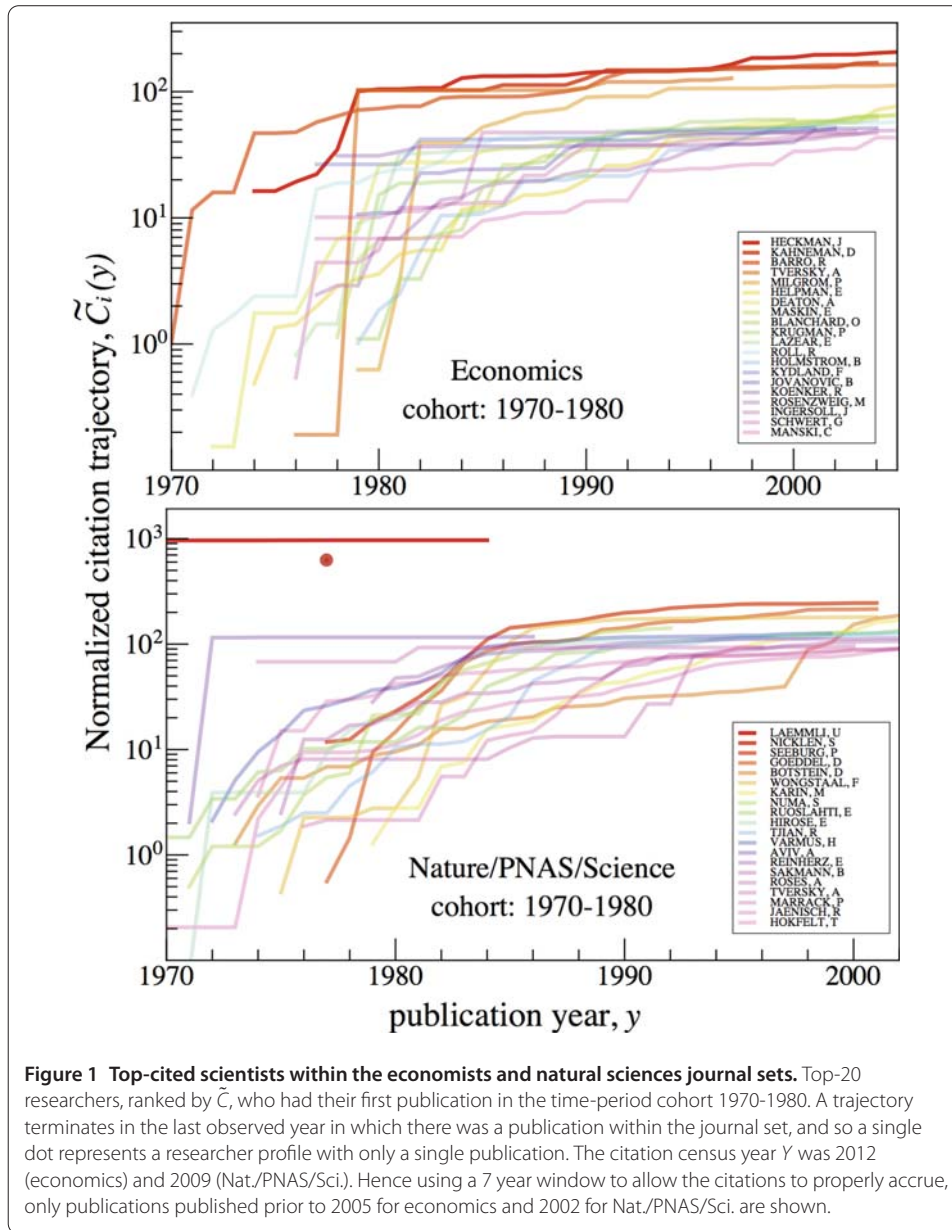 10²
10¹
10⁰
Normalized citation trajectory, C̃ᵢ(y)
HECKMAN, J
KAHNEMAN, D
BARRO, R
TVERSKY, A
MILGROM, P
HELPMAN, E
DEATON, A
MASKIN, E
BLANCHARD, O
KRUGMAN, P
LAZEAR, E
ROLL, R
HOLMSTROM, B
KYDLAND, F
JOVANOVIC, B
KOENKER, R
ROSENZWEIG, M
INGERSOLL, J
SCHWERT, G
MANSKI, C
Economics
cohort: 1970-1980
1970 1980 1990 2000
10³
10²
10¹
10⁰
LAEMMLI, U
NICKLEN, S
SEEBURG, P
GOEDDEL, D
BOTSTEIN, D
WONGSTAAL, F
KARIN, M
NUMA, S
RUOSLAHTI, E
HIROSE, E
TJIAN, R
VARMUS, H
AVIV, A
REINHERZ, E
SAKMANN, B
ROSES, A
TVERSKY, A
MARRACK, P
JAENISCH, R
HOKFELT, T
Nature/PNAS/Science
cohort: 1970-1980
1970 1980 1990 2000
publication year, y
Figure 1 Top-cited scientists within the economists and natural sciences journal sets. Top-20
researchers, ranked by C̃, who had their first publication in the time-period cohort 1970-1980. A trajectory
terminates in the last observed year in which there was a publication within the journal set, and so a single
dot represents a researcher profile with only a single publication. The citation census year Y was 2012
(economics) and 2009 (Nat./PNAS/Sci.). Hence using a 7 year window to allow the citations to properly accrue,
only publications published prior to 2005 for economics and 2002 for Nat./PNAS/Sci. are shown.